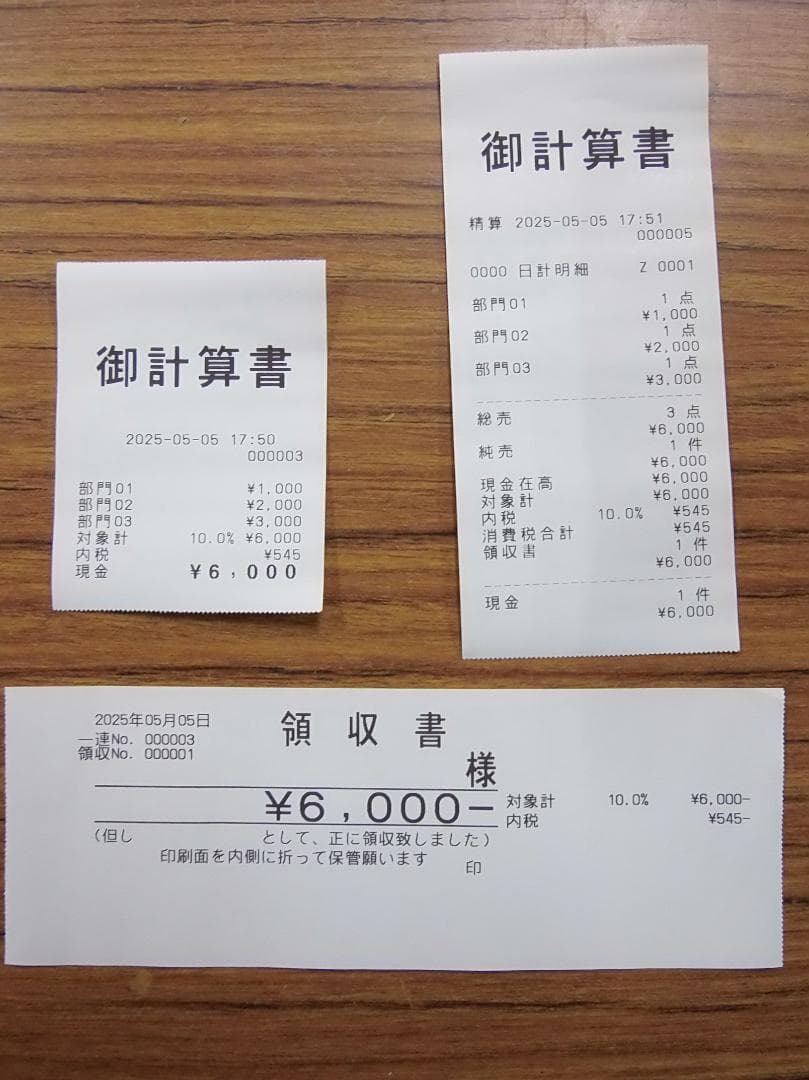 御計算書
2025-05-05 17:50
000003
部門01 ¥1,000
部門02 ¥2,000
部門03 ¥3,000
対象計 10.0% ¥6,000
内税 ¥545
現金 ¥6,000
御計算書
精算 2025-05-05 17:51
000005
0000 日計明細 Z 0001
部門01 1 点
¥1,000
部門02 1 点
¥2,000
部門03 1 点
¥3,000
総売 3 点
¥6,000
純売 1 件
¥6,000
現金在高 ¥6,000
対象計 ¥6,000
内税 10.0% ¥545
消費税合計 ¥545
領収書 1 件
¥6,000
現金 1 件
¥6,000
2025年05月05日 領収書
一連No. 000003
領収No. 000001
様
¥6,000-
対象計 10.0% ¥6,000-
内税 ¥545-
(但し として、正に領収致しました)
印刷面を内側に折って保管願います
印